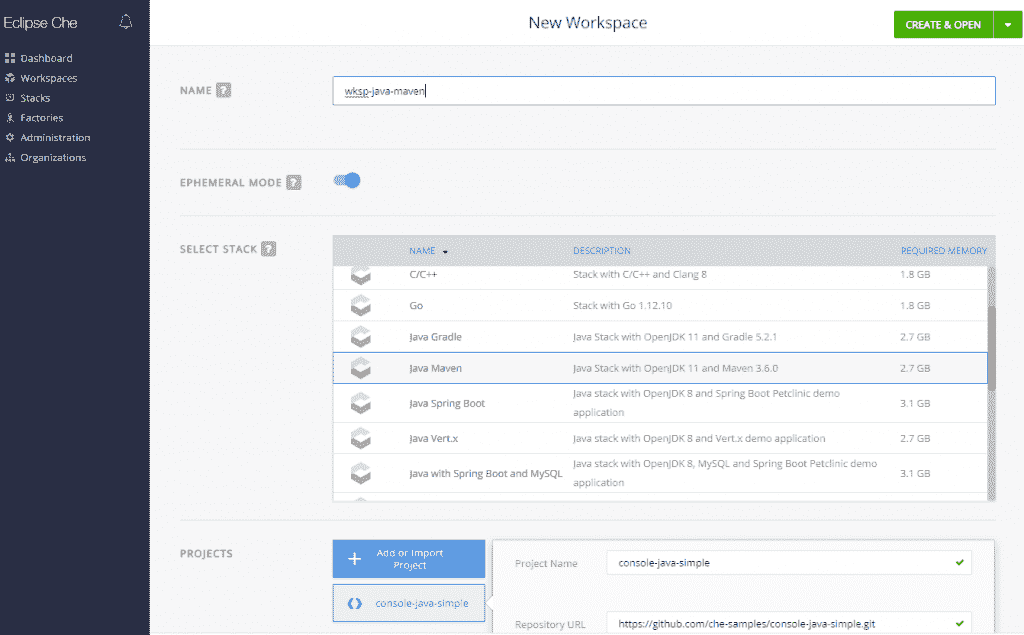 Eclipse Che
New Workspace
CREATE & OPEN
Dashboard
Workspaces
Stacks
Factories
Administration
Organizations
NAME ?
wksp-java-maven
EPHEMERAL MODE ?
SELECT STACK ?
NAME DESCRIPTION REQUIRED MEMORY
C/C++ Stack with C/C++ and Clang 8 1.8 GB
Go Stack with Go 1.12.10 1.8 GB
Java Gradle Java Stack with OpenJDK 11 and Gradle 5.2.1 2.7 GB
Java Maven Java Stack with OpenJDK 11 and Maven 3.6.0 2.7 GB
Java Spring Boot Java stack with OpenJDK 8 and Spring Boot Petclinic demo
application 3.1 GB
Java Vert.x Java stack with OpenJDK 8 and Vert.x demo application 2.7 GB
Java with Spring Boot and MySQL Java stack with OpenJDK 8, MySQL and Spring Boot Petclinic demo
application 3.1 GB
PROJECTS
Add or Import
Project
console-java-simple
Project Name console-java-simple
Repository URL https://github.com/che-samples/console-java-simple.git